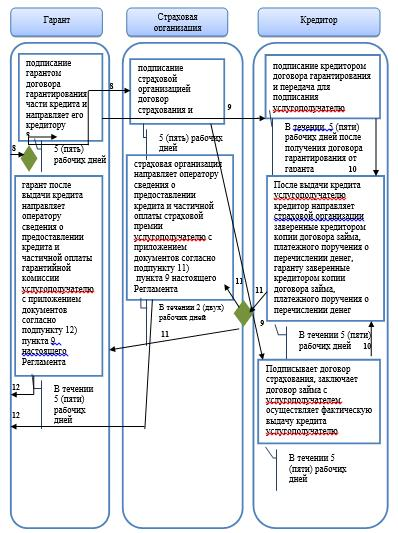 Гарант
Страховая
организация
Кредитор
подписание
гарантом
договора
гарантирования
части кредита и
направляет его
кредитору
8
8
5 (пять)
рабочих дней
гарант после
выдачи кредита
направляет
оператору
сведения о
предоставлении
кредита и
частичной оплаты
гарантийной
комиссии
услугополучателю
с приложением
документов
согласно
подпункту 12)
пункта 9
настоящего
Регламента
12
В течении
5 (пяти)
рабочих
дней
12
подписание
страховой
организацией
договор
страхования и
9
5 (пять) рабочих
дней
страховая организация
направляет оператору
сведения о
предоставлении
кредита и частичной
оплаты страховой
премии
услугополучателю с
приложением
документов согласно
подпункту 11)
пункта 9 настоящего
Регламента
11
В течении 2 (двух)
рабочих дней
11
11
9
подписание кредитором
договора гарантирования
и передача для
подписания
услугополучателю
В течении 5 (пяти)
рабочих дней после
получения договора
гарантирования от
гаранта
10
После выдачи кредита
услугополучателю
кредитор направляет
страховой организации
заверенные кредитором
копии договора займа,
платежного поручения о
перечислении денег,
гаранту заверенные
кредитором копии
договора займа,
платежного поручения о
перечислении денег
В течении 5 (пяти)
рабочих дней
10
Подписывает договор
страхования, заключает
договор займа с
услугополучателем,
осуществляет фактическую
выдачу кредита
услугополучателю
В течении 5
(пяти) рабочих
дней